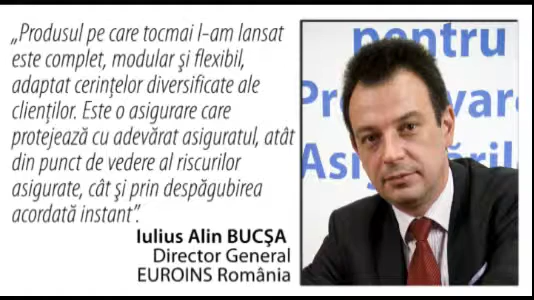 „Produsul pe care tocmai l-am lansat
este complet, modular şi flexibil,
adaptat cerinţelor diversificate ale
clienţilor. Este o asigurare care
protejează cu adevărat asiguratul, atât
din punct de vedere al riscurilor
asigurate, cât şi prin despăgubirea
acordată instant”.
Iulius Alin BUCŞA
Director General
EUROINS România
pentru